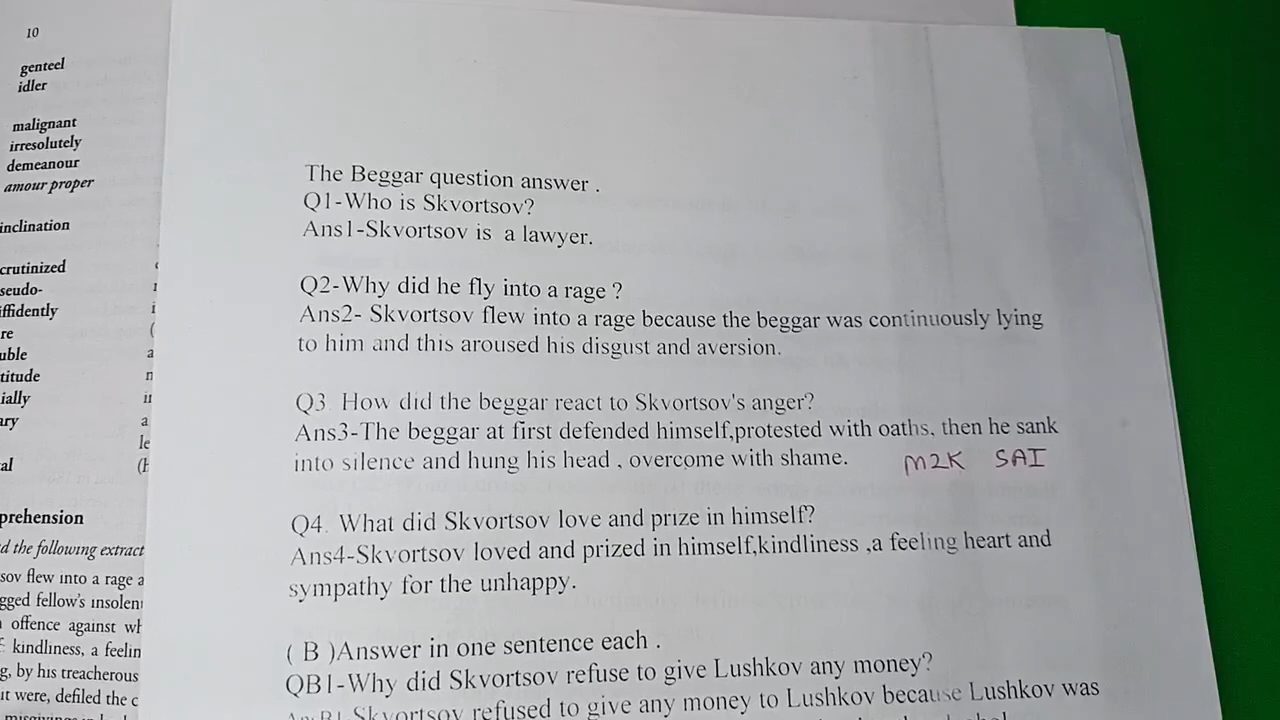 10
genteel
idler
malignant
irresolutely
demeanour
amour proper
inclination
crutinized
seudo-
iffidently
re
uble
titude
ially
ary
al
a
n
a
le
prehension
d the following extract
sov flew into a rage a
gged fellow's insolen
offence against wh
kindliness, a feelin
g, by his treacherous
it were, defiled the c
The Beggar question answer .
Q1-Who is Skvortsov?
Ans1-Skvortsov is a lawyer.
Q2-Why did he fly into a rage ?
Ans2- Skvortsov flew into a rage because the beggar was continuously lying
to him and this aroused his disgust and aversion.
Q3. How did the beggar react to Skvortsov's anger?
Ans3-The beggar at first defended himself,protested with oaths, then he sank
into silence and hung his head , overcome with shame.
M2K SAI
Q4. What did Skvortsov love and prize in himself?
Ans4-Skvortsov loved and prized in himself,kindliness ,a feeling heart and
sympathy for the unhappy.
( B )Answer in one sentence each .
QB1-Why did Skvortsov refuse to give Lushkov any money?
Skvortsov refused to give any money to Lushkov because Lushkov was